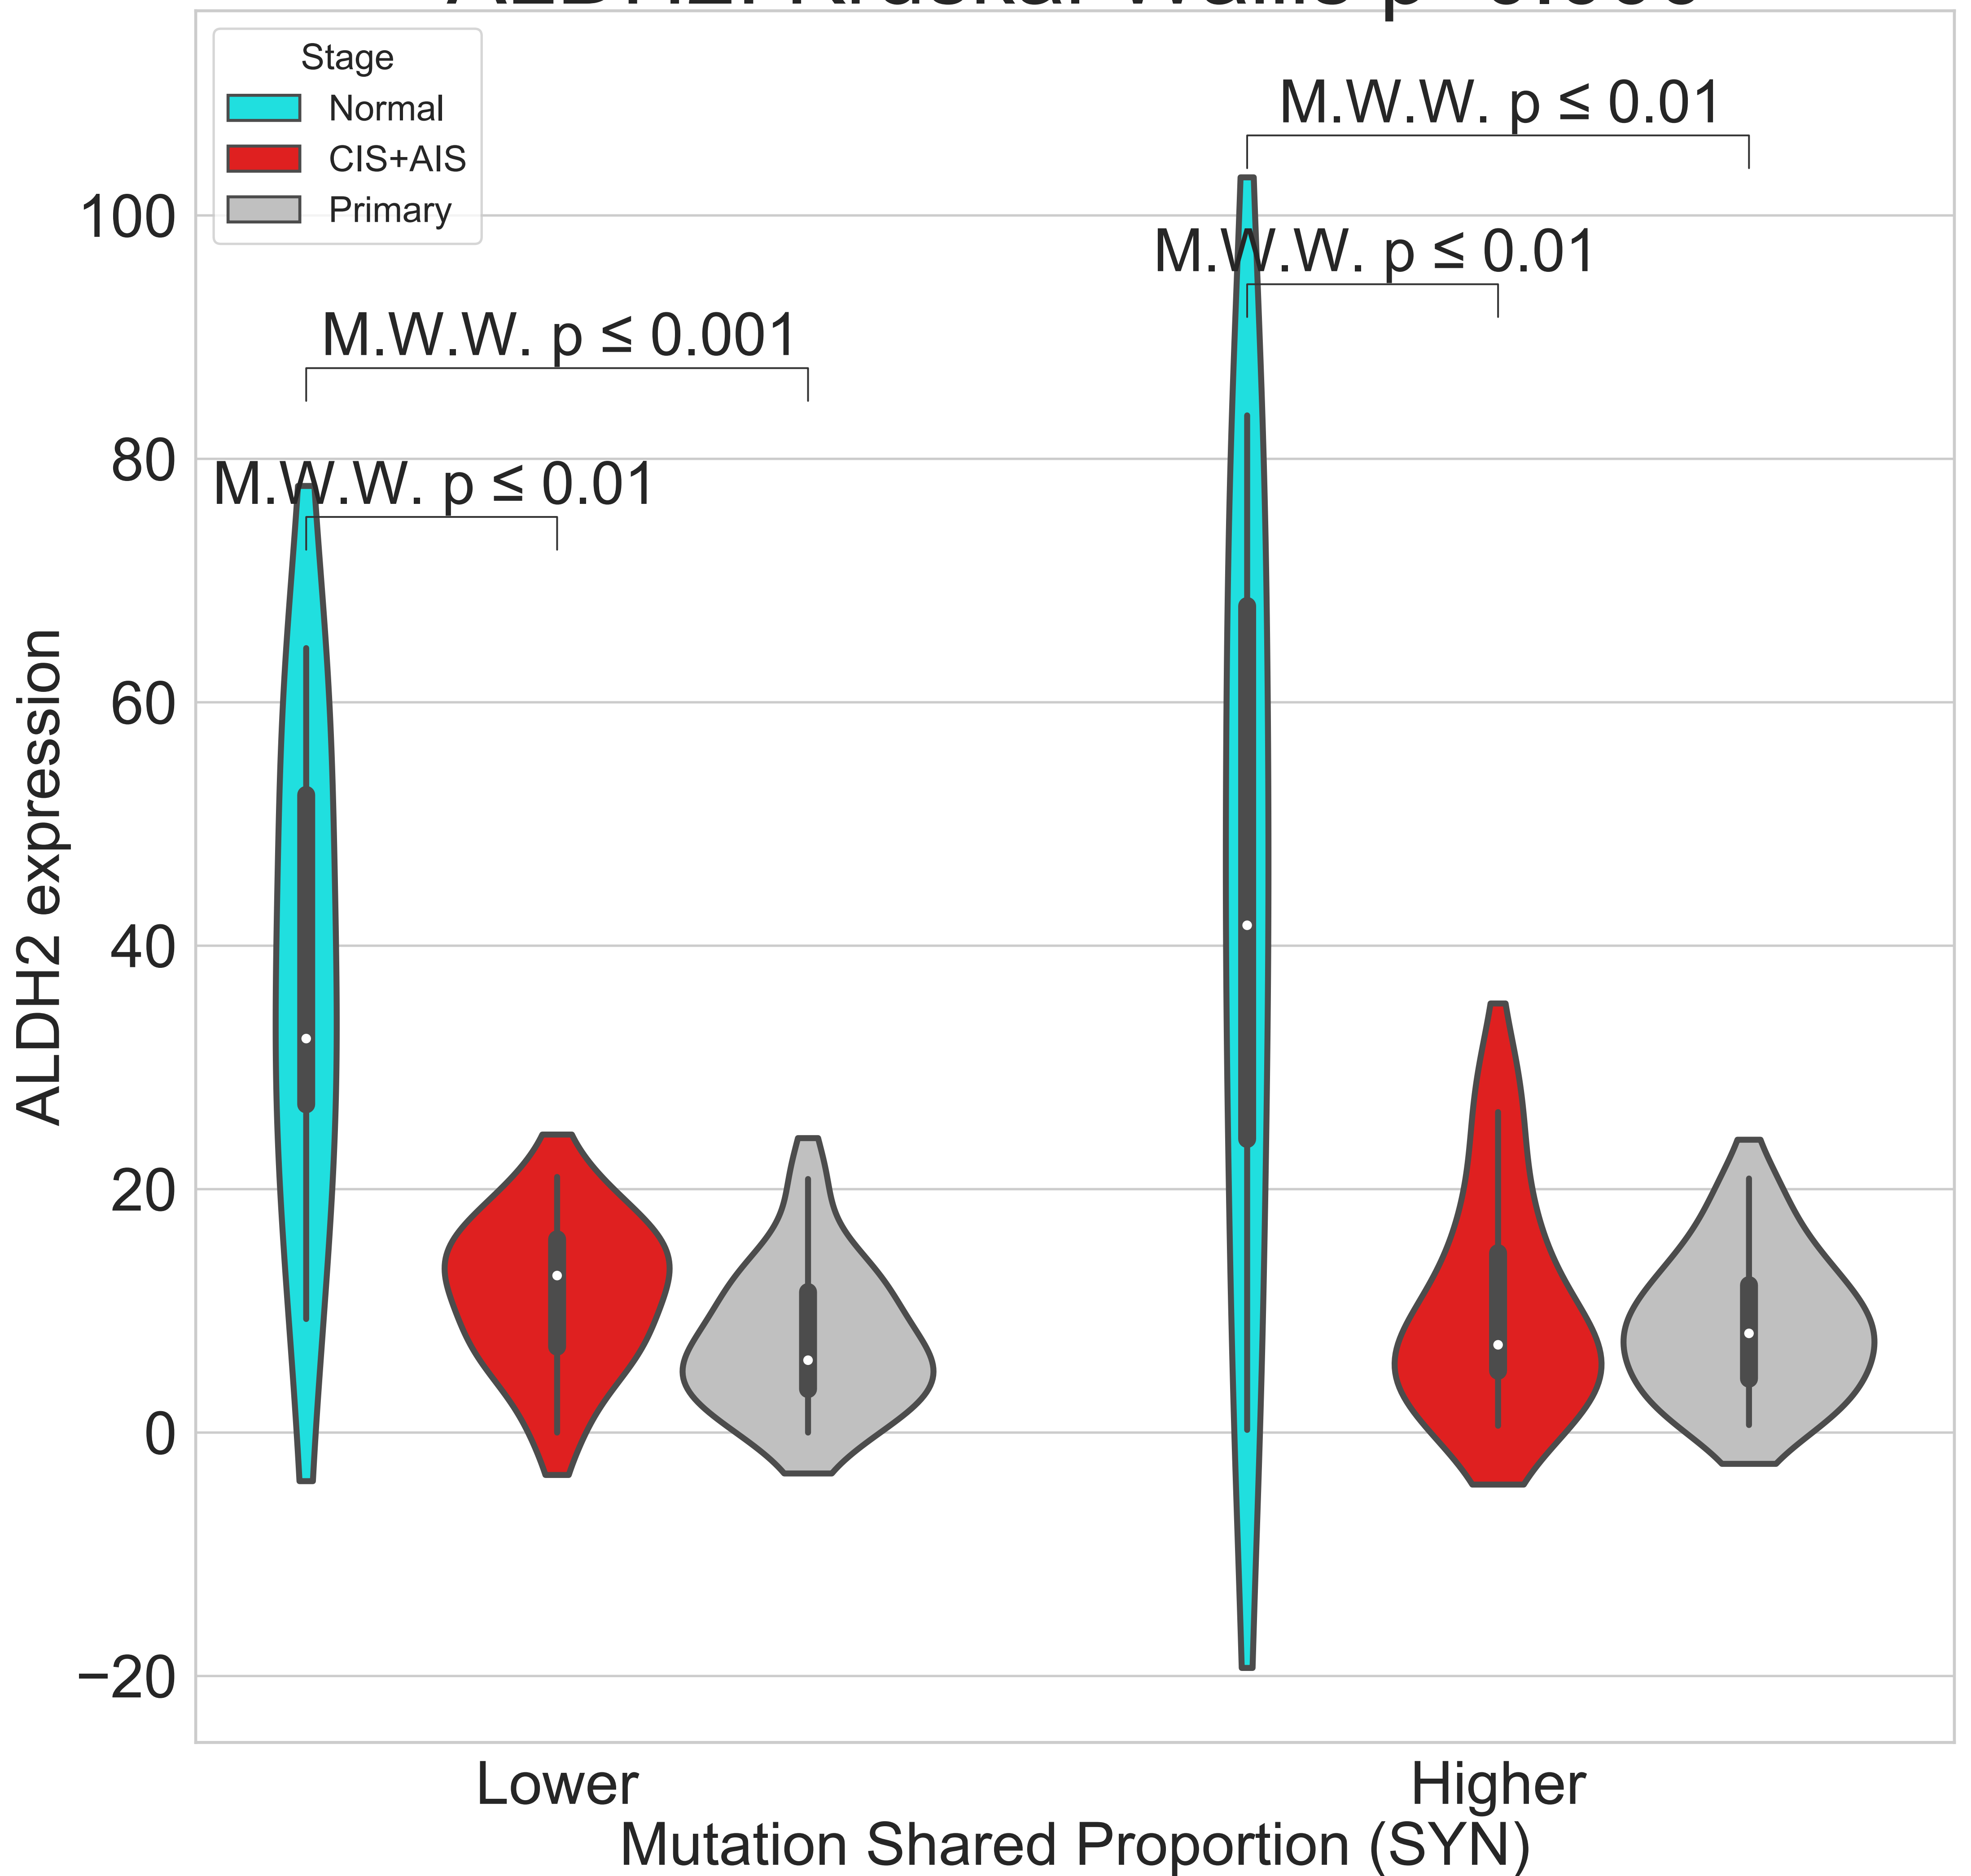 Stage
Normal
CIS+AIS
Primary
M.W.W. p ≤ 0.01
M.W.W. p ≤ 0.01
M.W.W. p ≤ 0.001
M.W.W. p ≤ 0.01
100
80
60
40
20
0
−20
ALDH2 expression
Lower
Higher
Mutation Shared Proportion (SYN)